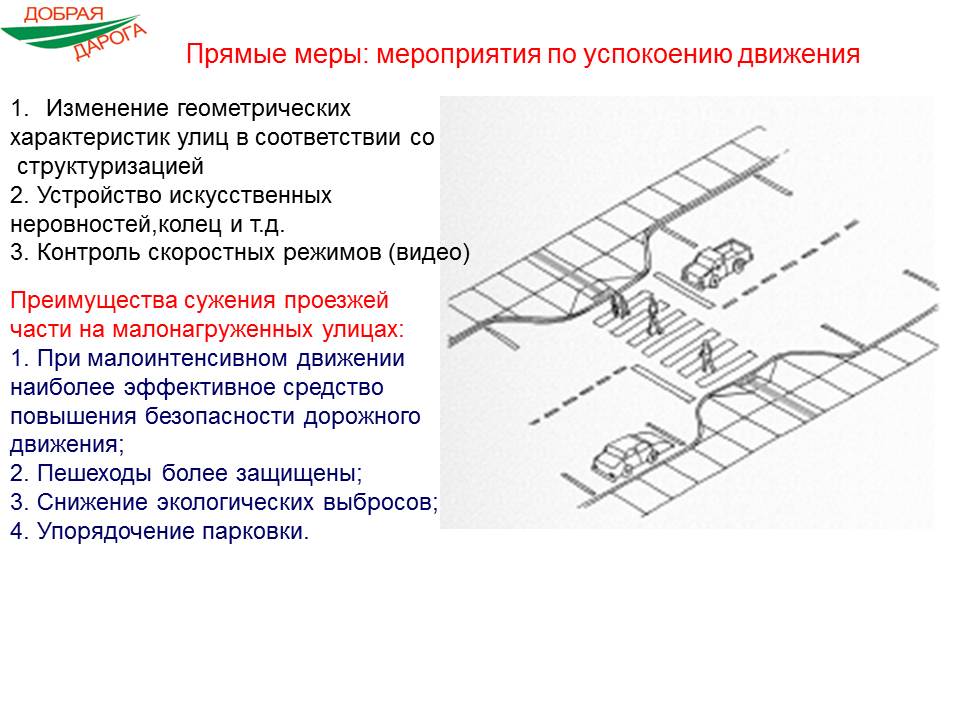 ДОБРАЯ
ДАРОГА
Прямые меры: мероприятия по успокоению движения
1. Изменение геометрических
характеристик улиц в соответствии со
структуризацией
2. Устройство искусственных
неровностей,колец и т.д.
3. Контроль скоростных режимов (видео)
Преимущества сужения проезжей
части на малонагруженных улицах:
1. При малоинтенсивном движении
наиболее эффективное средство
повышения безопасности дорожного
движения;
2. Пешеходы более защищены;
3. Снижение экологических выбросов;
4. Упорядочение парковки.